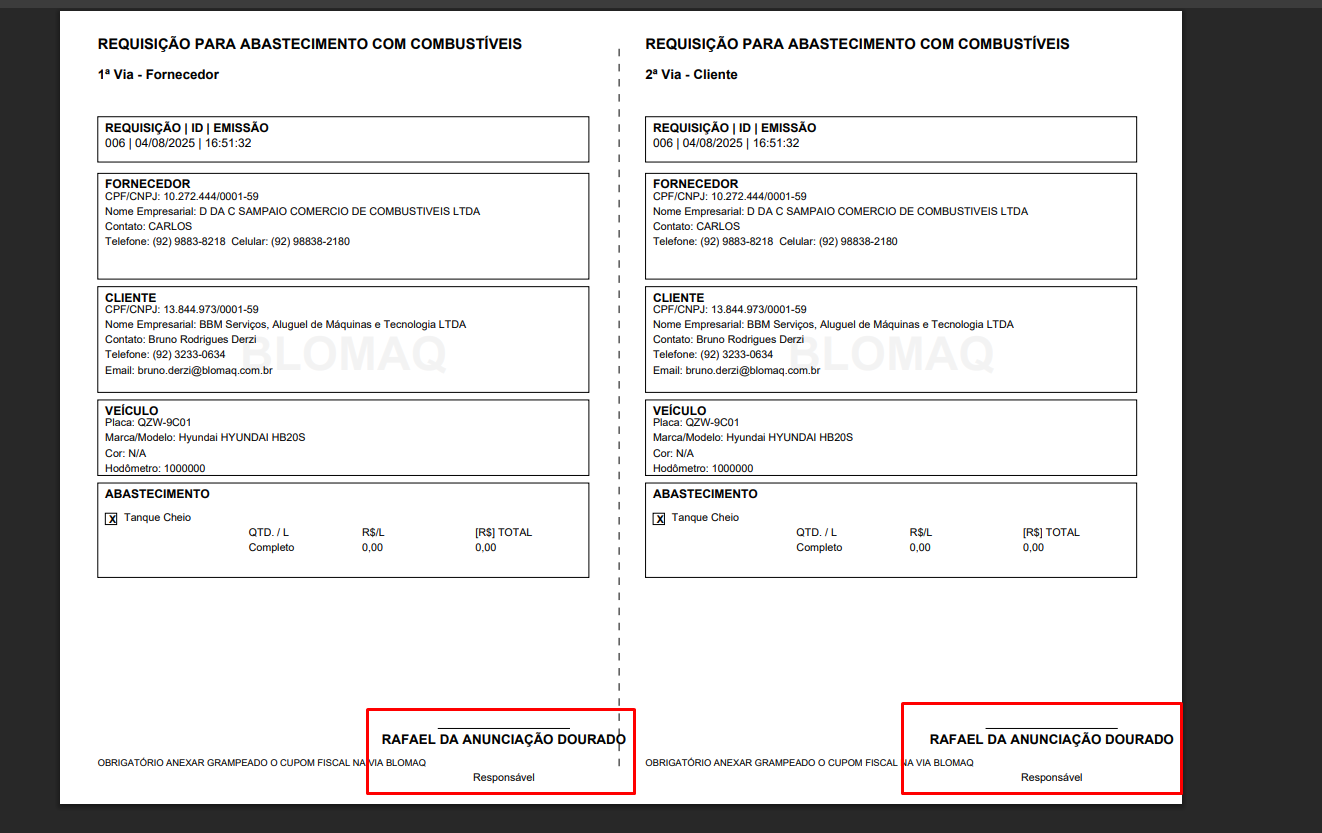 REQUISIÇÃO PARA ABASTECIMENTO COM COMBUSTÍVEIS
1ª Via - Fornecedor
REQUISIÇÃO | ID | EMISSÃO
006 | 04/08/2025 | 16:51:32
FORNECEDOR
CPF/CNPJ: 10.272.444/0001-59
Nome Empresarial: D DA C SAMPAIO COMERCIO DE COMBUSTIVEIS LTDA
Contato: CARLOS
Telefone: (92) 9883-8218 Celular: (92) 98838-2180
CLIENTE
CPF/CNPJ: 13.844.973/0001-59
Nome Empresarial: BBM Serviços, Aluguel de Máquinas e Tecnologia LTDA
Contato: Bruno Rodrigues Derzi
Telefone: (92) 3233-0634
Email: bruno.derzi@blomaq.com.br
BLOMAQ
VEÍCULO
Placa: QZW-9C01
Marca/Modelo: Hyundai HYUNDAI HB20S
Cor: N/A
Hodômetro: 1000000
ABASTECIMENTO
X Tanque Cheio
QTD. / L R$/L [R$] TOTAL
Completo 0,00 0,00
RAFAEL DA ANUNCIAÇÃO DOURADO
OBRIGATÓRIO ANEXAR GRAMPEADO O CUPOM FISCAL NA VIA BLOMAQ
Responsável
REQUISIÇÃO PARA ABASTECIMENTO COM COMBUSTÍVEIS
2ª Via - Cliente
REQUISIÇÃO | ID | EMISSÃO
006 | 04/08/2025 | 16:51:32
FORNECEDOR
CPF/CNPJ: 10.272.444/0001-59
Nome Empresarial: D DA C SAMPAIO COMERCIO DE COMBUSTIVEIS LTDA
Contato: CARLOS
Telefone: (92) 9883-8218 Celular: (92) 98838-2180
CLIENTE
CPF/CNPJ: 13.844.973/0001-59
Nome Empresarial: BBM Serviços, Aluguel de Máquinas e Tecnologia LTDA
Contato: Bruno Rodrigues Derzi
Telefone: (92) 3233-0634
Email: bruno.derzi@blomaq.com.br
BLOMAQ
VEÍCULO
Placa: QZW-9C01
Marca/Modelo: Hyundai HYUNDAI HB20S
Cor: N/A
Hodômetro: 1000000
ABASTECIMENTO
X Tanque Cheio
QTD. / L R$/L [R$] TOTAL
Completo 0,00 0,00
RAFAEL DA ANUNCIAÇÃO DOURADO
OBRIGATÓRIO ANEXAR GRAMPEADO O CUPOM FISCAL NA VIA BLOMAQ
Responsável